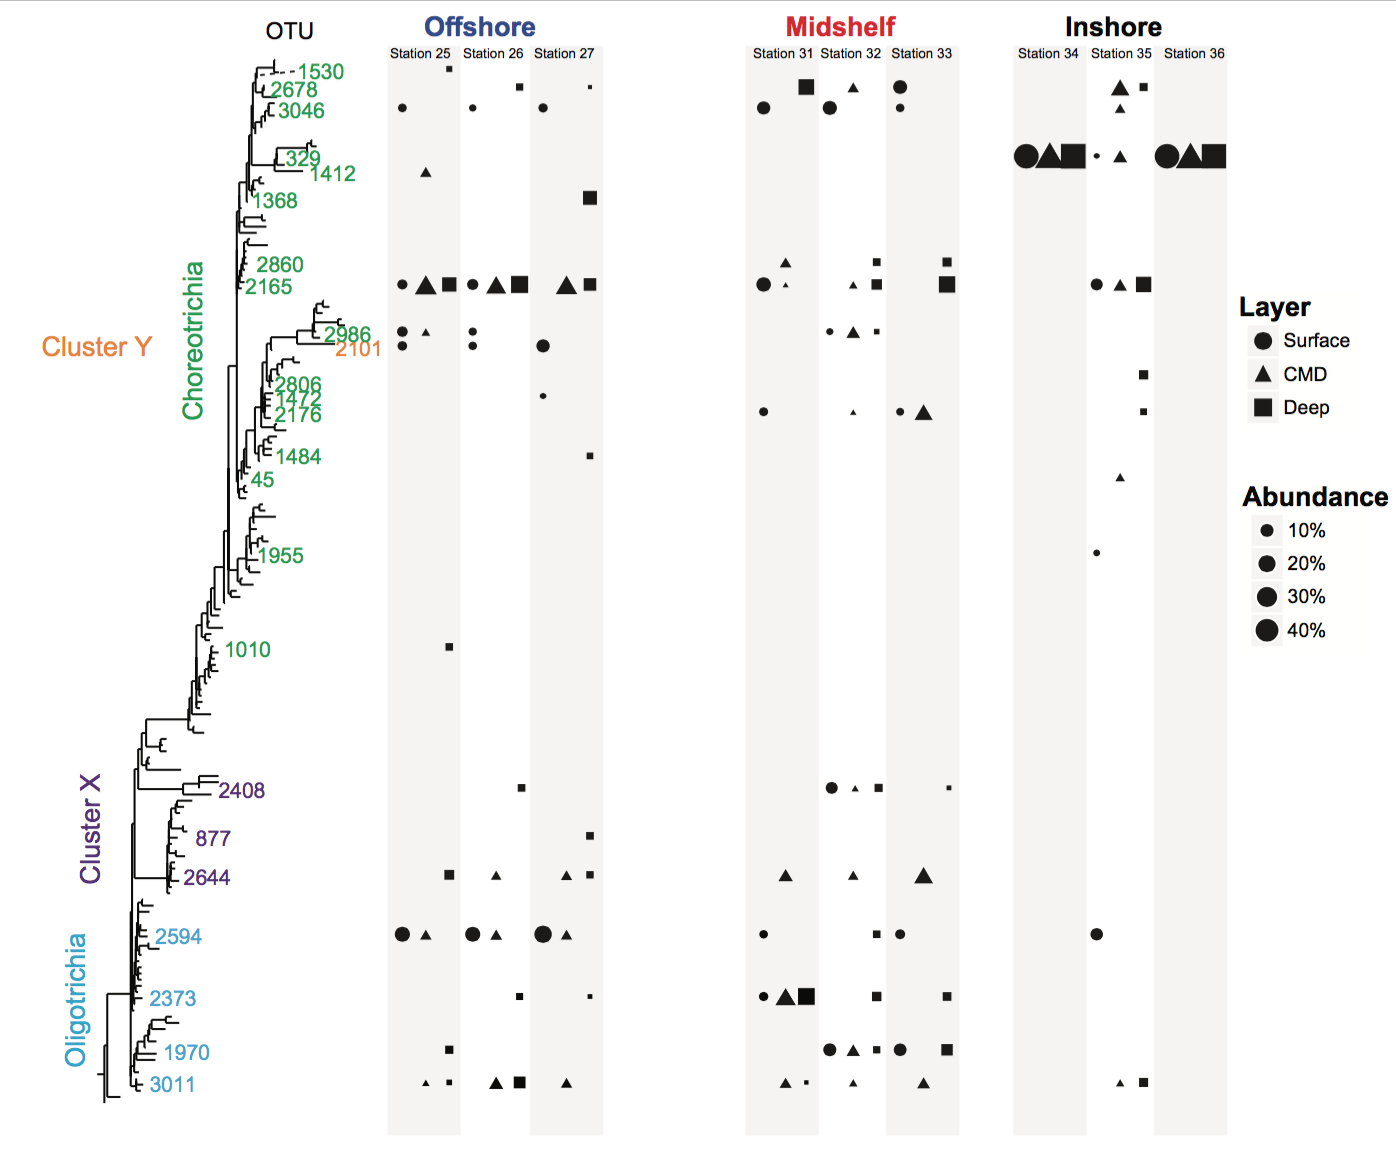 OTU
Offshore
Midshelf
Inshore
Station 25
Station 26
Station 27
Station 31
Station 32
Station 33
Station 34
Station 35
Station 36
1530
2678
3046
329
1412
1368
2860
2165
2986
2101
2806
1472
2176
1484
45
1955
1010
2408
877
2644
2594
2373
1970
3011
Choreotrichia
Cluster Y
Cluster X
Oligotrichia
Layer
Surface
CMD
Deep
Abundance
10%
20%
30%
40%